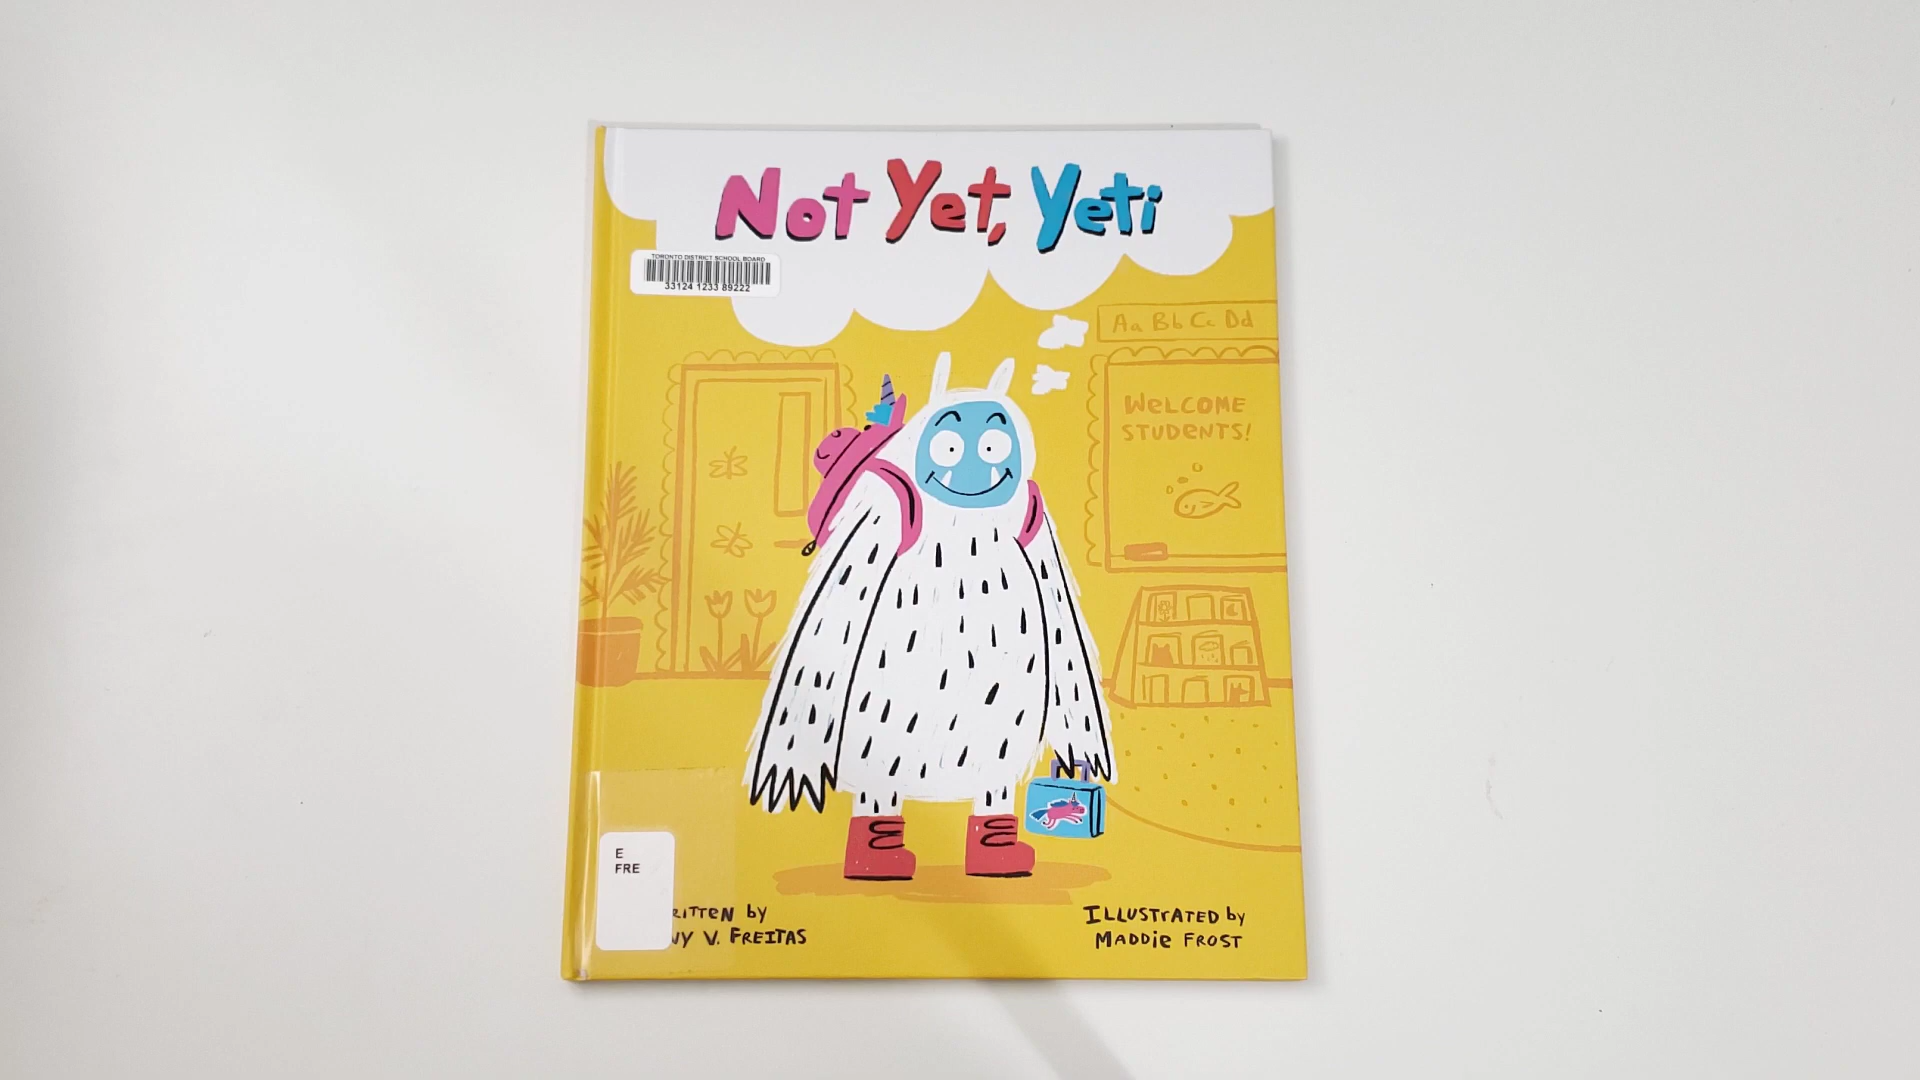 Not Yet, Yeti
TORONTO DISTRICT SCHOOL BOARD
33124 1233 89222
Aa Bb Cc Dd
WELCOME
STUDENTS!
E
FRE
by
V. FREITAS
ILLUSTRATED by
MADDIE FROST